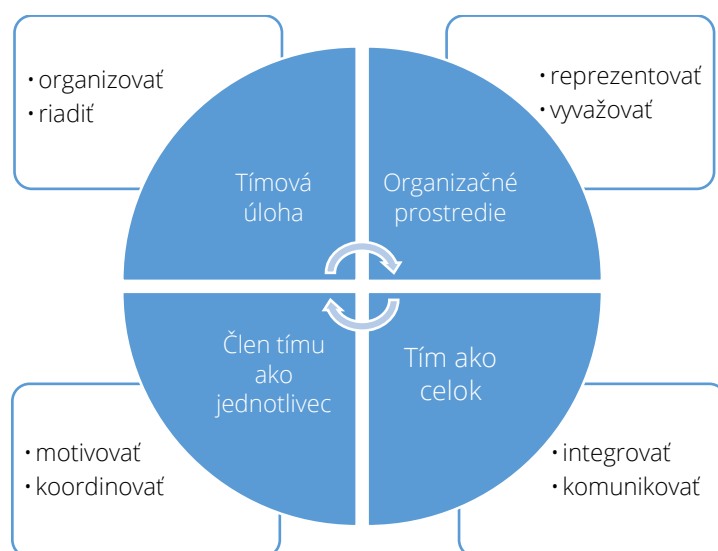 • organizovať
• riadiť
• reprezentovať
• vyvažovať
Tímová
úloha
Organizačné
prostredie
Člen tímu
ako
jednotlivec
Tím ako
celok
• motivovať
• koordinovať
• integrovať
• komunikovať